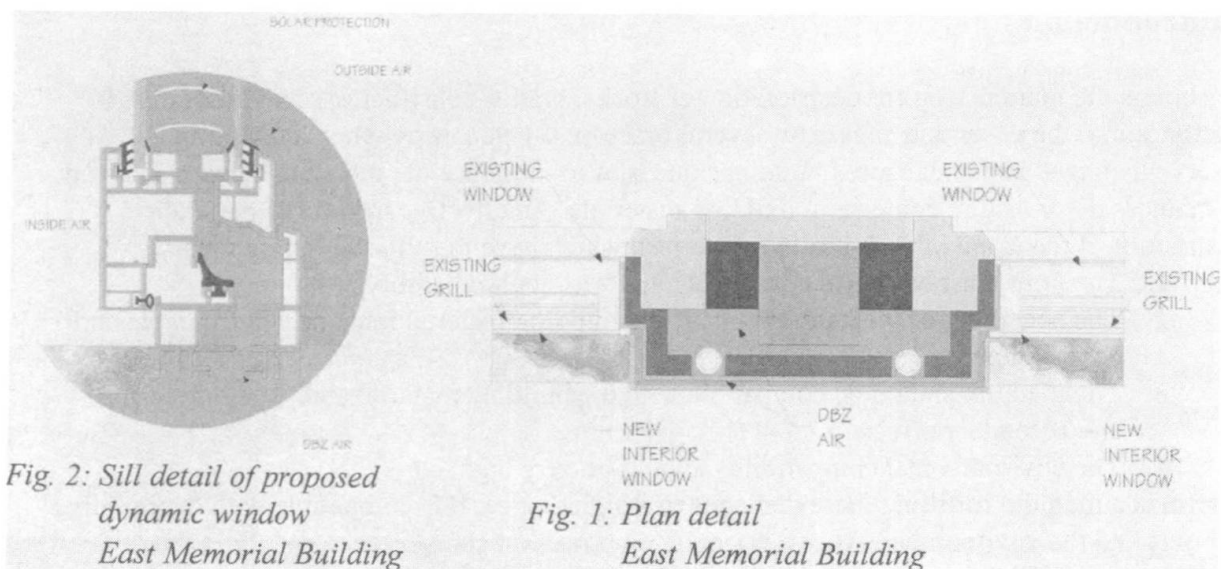 SOLAR PROTECTION
OUTSIDE AIR
INSIDE AIR
DBZ AIR
Fig. 2: Sill detail of proposed
dynamic window
East Memorial Building
EXISTING
WINDOW
EXISTING
WINDOW
EXISTING
GRILL
EXISTING
GRILL
DBZ
AIR
NEW
INTERIOR
WINDOW
NEW
INTERIOR
WINDOW
Fig. 1: Plan detail
East Memorial Building